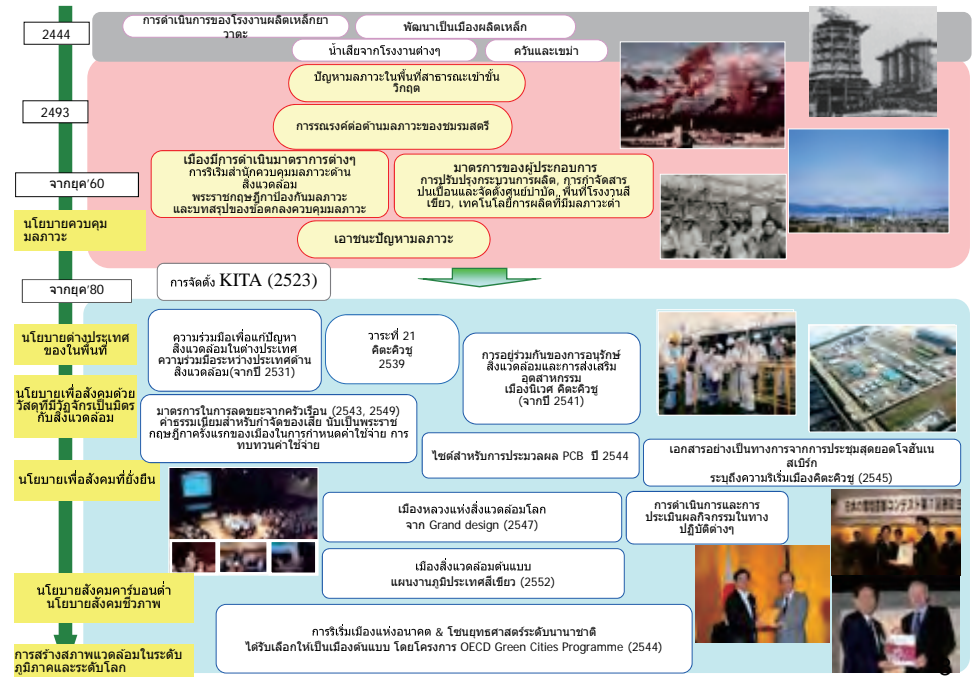 2444
การดำเนินการของโรงงานผลิตเหล็กยา
วาตะ
พัฒนาเป็นเมืองผลิตเหล็ก
น้ำเสียจากโรงงานต่างๆ
ควันและเขม่า
ปัญหามลภาวะในพื้นที่สาธารณะเข้าขั้น
วิกฤต
2493
การรณรงค์ต่อต้านมลภาวะของชมรมสตรี
เมืองมีการดำเนินมาตราการต่างๆ
การริเริ่มสำนักควบคุมมลภาวะด้าน
สิ่งแวดล้อม
พระราชกฤษฎีกาป้องกันมลภาวะ
และบทสรุปของข้อตกลงควบคุมมลภาวะ
มาตรการของผู้ประกอบการ
การปรับปรุงกระบวนการผลิต, การกำจัดสาร
ปนเปื้อนและจัดตั้งศูนย์บำบัด, พื้นที่โรงงานสี
เขียว, เทคโนโลยีการผลิตที่มีมลภาวะต่ำ
จากยุค'60
นโยบายควบคุม
มลภาวะ
เอาชนะปัญหามลภาวะ
การจัดตั้ง KITA (2523)
จากยุค'80
นโยบายต่างประเทศ
ของในพื้นที่
ความร่วมมือเพื่อแก้ปัญหา
สิ่งแวดล้อมในต่างประเทศ
ความร่วมมือระหว่างประเทศด้าน
สิ่งแวดล้อม(จากปี 2531)
วาระที่ 21
คิตะคิวชู
2539
การอยู่ร่วมกันของการอนุรักษ์
สิ่งแวดล้อมและการส่งเสริม
อุตสาหกรรม
เมืองนิเวศ คิตะคิวชู
(จากปี 2541)
นโยบายเพื่อสังคมด้วย
วัสดุที่มีวัฏจักรเป็นมิตร
กับสิ่งแวดล้อม
มาตรการในการลดขยะจากครัวเรือน (2543, 2549)
ค่าธรรมเนียมสำหรับกำจัดของเสีย นับเป็นพระราช
กฤษฎีกาครั้งแรกของเมืองในการกำหนดค่าใช้จ่าย การ
ทบทวนค่าใช้จ่าย
ไซต์สำหรับการประมวลผล PCB ปี 2544
เอกสารอย่างเป็นทางการจากการประชุมสุดยอดโจฮันเน
สเบิร์ก
ระบุถึงความริเริ่มเมืองคิตะคิวชู (2545)
นโยบายเพื่อสังคมที่ยั่งยืน
เมืองหลวงแห่งสิ่งแวดล้อมโลก
จาก Grand design (2547)
การดำเนินการและการ
ประเมินผลกิจกรรมในทาง
ปฏิบัติต่างๆ
เมืองสิ่งแวดล้อมต้นแบบ
แผนงานภูมิประเทศสีเขียว (2552)
นโยบายสังคมคาร์บอนต่ำ
นโยบายสังคมชีวภาพ
การริเริ่มเมืองแห่งอนาคต & โซนยุทธศาสตร์ระดับนานาชาติ
ได้รับเลือกให้เป็นเมืองต้นแบบ โดยโครงการ OECD Green Cities Programme (2544)
การสร้างสภาพแวดล้อมในระดับ
ภูมิภาคและระดับโลก